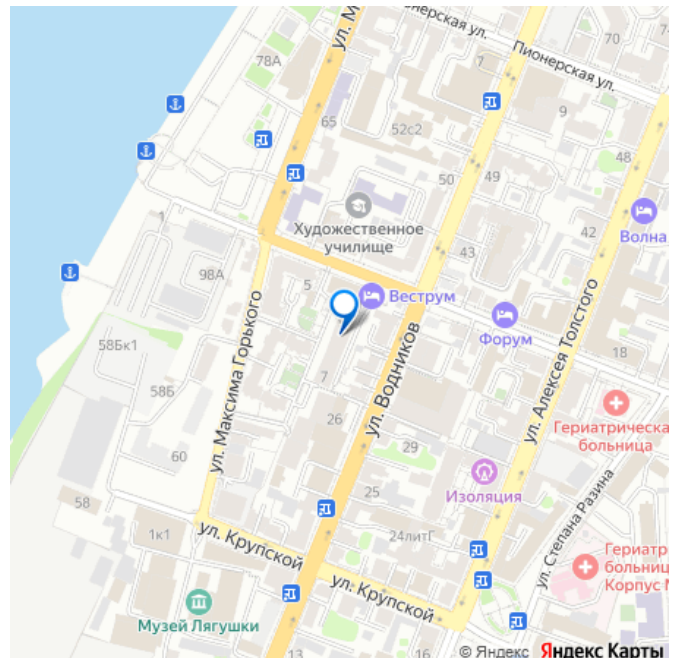 ул. М
Пионерская ул.
нерская ул.
7
70
78А
9
65
52с2
48
50
49
Художественное
училище
1
42
Волна
43
98А
5
Веструм
Форум
ул. Максима Горького
ул. Водников
ул. Алексея Толстого
18
58Бк1
58Б
7
26
Гериатрическа
больница
29
60
Изоляция
25
58
1к1
24литГ
ул. Степана Разина
ул. Крупской
ул. Крупской
Гериатр
больниц
Корпус №
Музей Лягушки
13
© Яндекс Яндекс Карты